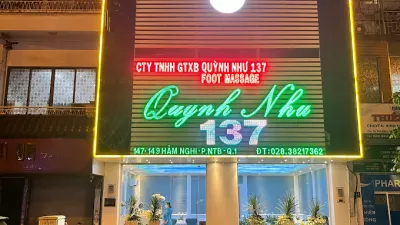 CTY TNHH GTXB QUỲNH NHƯ 137
FOOT MASSAGE
Quynh Nhu
137
147-149 HÀM NGHI - P.NTB - Q.1 ĐT: 028.38217362
PHAR